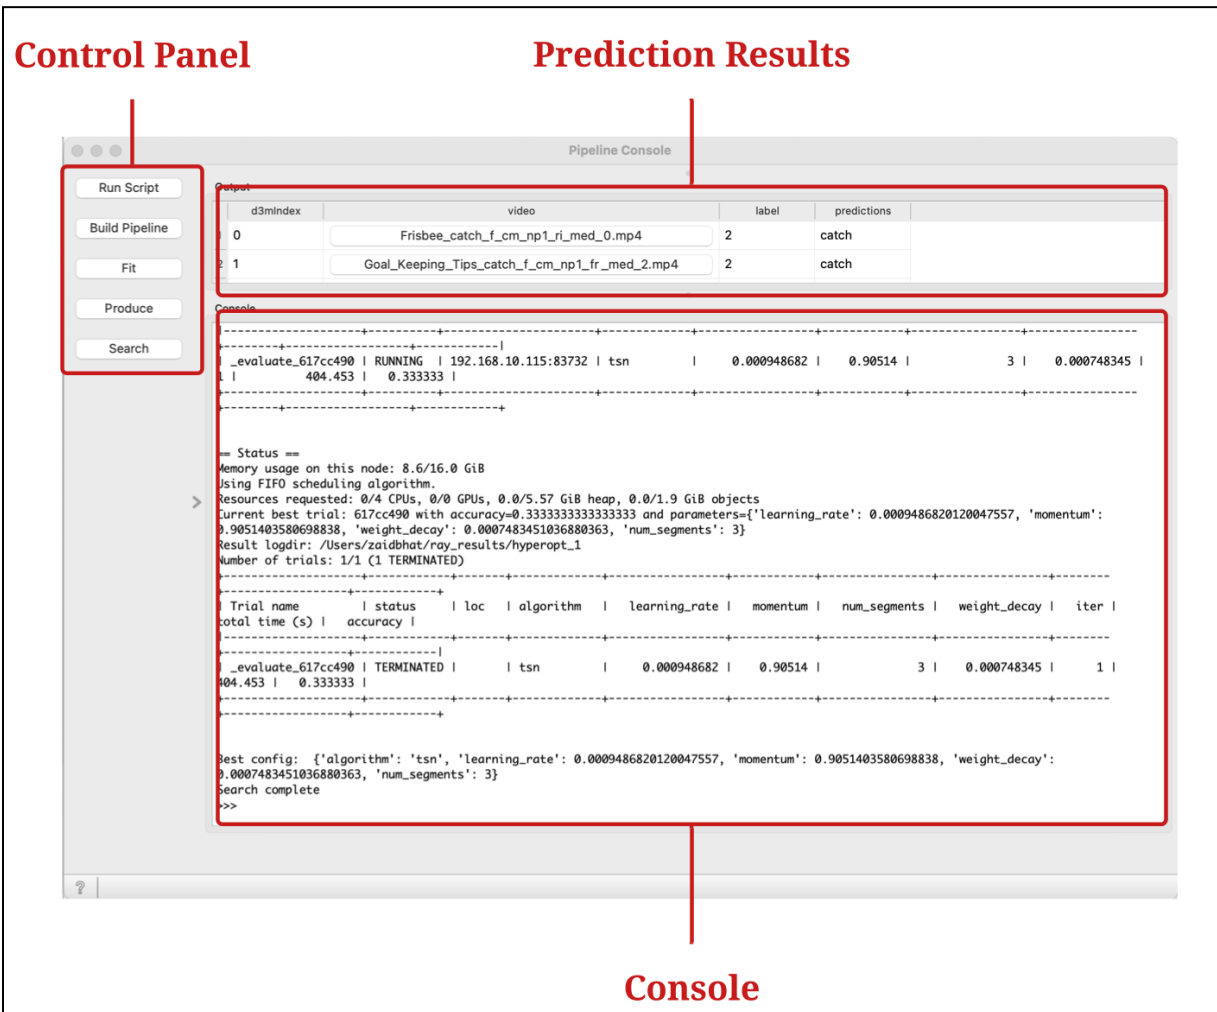 Control Panel
Prediction Results
Pipeline Console
Run Script
Build Pipeline
Fit
Produce
Search
Output
d3mIndex video label predictions
1 0 Frisbee_catch_f_cm_np1_ri_med_0.mp4 2 catch
2 1 Goal_Keeping_Tips_catch_f_cm_np1_fr_med_2.mp4 2 catch
Console
|--------------------+----------+----------------------+-------------+-----------------+------------+----------------+----------------
+--------+------------------+-----------|
| _evaluate_617cc490 | RUNNING | 192.168.10.115:83732 | tsn | 0.000948682 | 0.90514 | 3 | 0.000748345 |
1 | 404.453 | 0.333333 |
+--------------------+----------+----------------------+-------------+-----------------+------------+----------------+----------------
+--------+------------------+-----------+
== Status ==
Memory usage on this node: 8.6/16.0 GiB
Using FIFO scheduling algorithm.
Resources requested: 0/4 CPUs, 0/0 GPUs, 0.0/5.57 GiB heap, 0.0/1.9 GiB objects
Current best trial: 617cc490 with accuracy=0.3333333333333333 and parameters={'learning_rate': 0.0009486820120047557, 'momentum':
0.9051403580698838, 'weight_decay': 0.0007483451036880363, 'num_segments': 3}
Result logdir: /Users/zaidbhat/ray_results/hyperopt_1
Number of trials: 1/1 (1 TERMINATED)
+--------------------+------------+-------+-------------+-----------------+------------+----------------+----------------+--------
+------------------+------------+
| Trial name | status | loc | algorithm | learning_rate | momentum | num_segments | weight_decay | iter |
total time (s) | accuracy |
|--------------------+------------+-------+-------------+-----------------+------------+----------------+----------------+--------
+------------------+-----------|
| _evaluate_617cc490 | TERMINATED | | tsn | 0.000948682 | 0.90514 | 3 | 0.000748345 | 1 |
404.453 | 0.333333 |
+--------------------+------------+-------+-------------+-----------------+------------+----------------+----------------+--------
+------------------+------------+
Best config: {'algorithm': 'tsn', 'learning_rate': 0.0009486820120047557, 'momentum': 0.9051403580698838, 'weight_decay':
0.0007483451036880363, 'num_segments': 3}
Search complete
>>>
?
Console